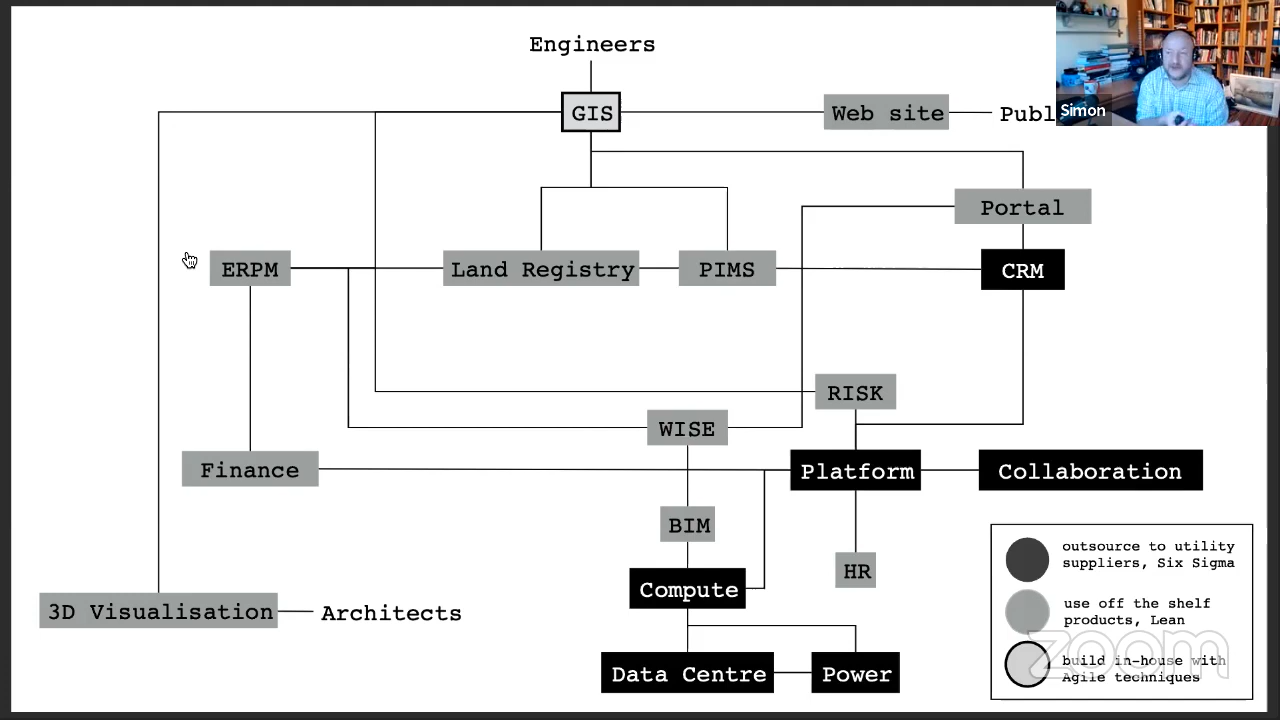 Engineers
GIS
Web site
Simon
Portal
ERPM
Land Registry
PIMS
CRM
RISK
WISE
Finance
Platform
Collaboration
BIM
HR
Compute
3D Visualisation
Architects
Data Centre
Power
outsource to utility
suppliers, Six Sigma
use off the shelf
products, Lean
build in-house with
Agile techniques
zoom